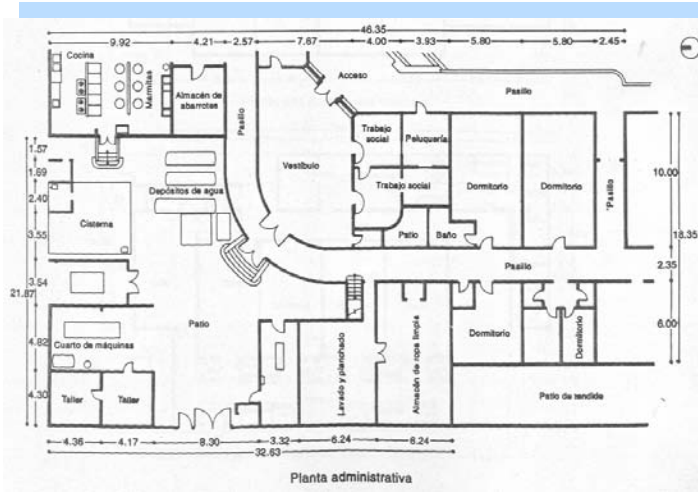 46.35
9.92 4.21 2.57 7.67 4.00 3.93 5.80 5.80 2.45
Cocina
Marmitas
Almacén de
abarrotes
Pasillo
Acceso
Pasillo
Vestíbulo
Trabajo
social
Peluquería
Trabajo social
Dormitorio
Dormitorio
Pasillo
10.00
18.35
1.57
1.69
2.40
3.55
3.54
21.87
4.82
4.30
Depósitos de agua
Cisterna
Patio
Baño
Pasillo
2.35
6.00
Patio
Cuarto de máquinas
Taller
Taller
Lavado y planchado
Almacén de ropa limpia
Dormitorio
Dormitorio
Patio de tendido
4.36 4.17 8.30 3.32 6.24 6.24
32.63
Planta administrativa